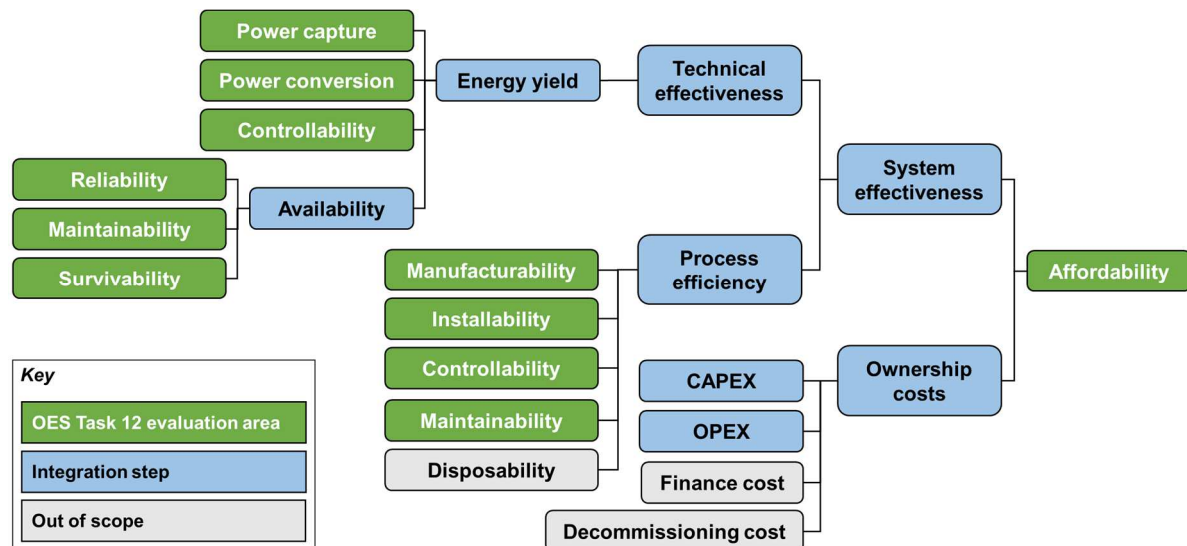 Power capture
Power conversion
Controllability
Energy yield
Technical
effectiveness
Reliability
Maintainability
Survivability
Availability
System
effectiveness
Manufacturability
Installability
Controllability
Maintainability
Disposability
Process
efficiency
Affordability
CAPEX
OPEX
Finance cost
Decommissioning cost
Ownership
costs
Key
OES Task 12 evaluation area
Integration step
Out of scope